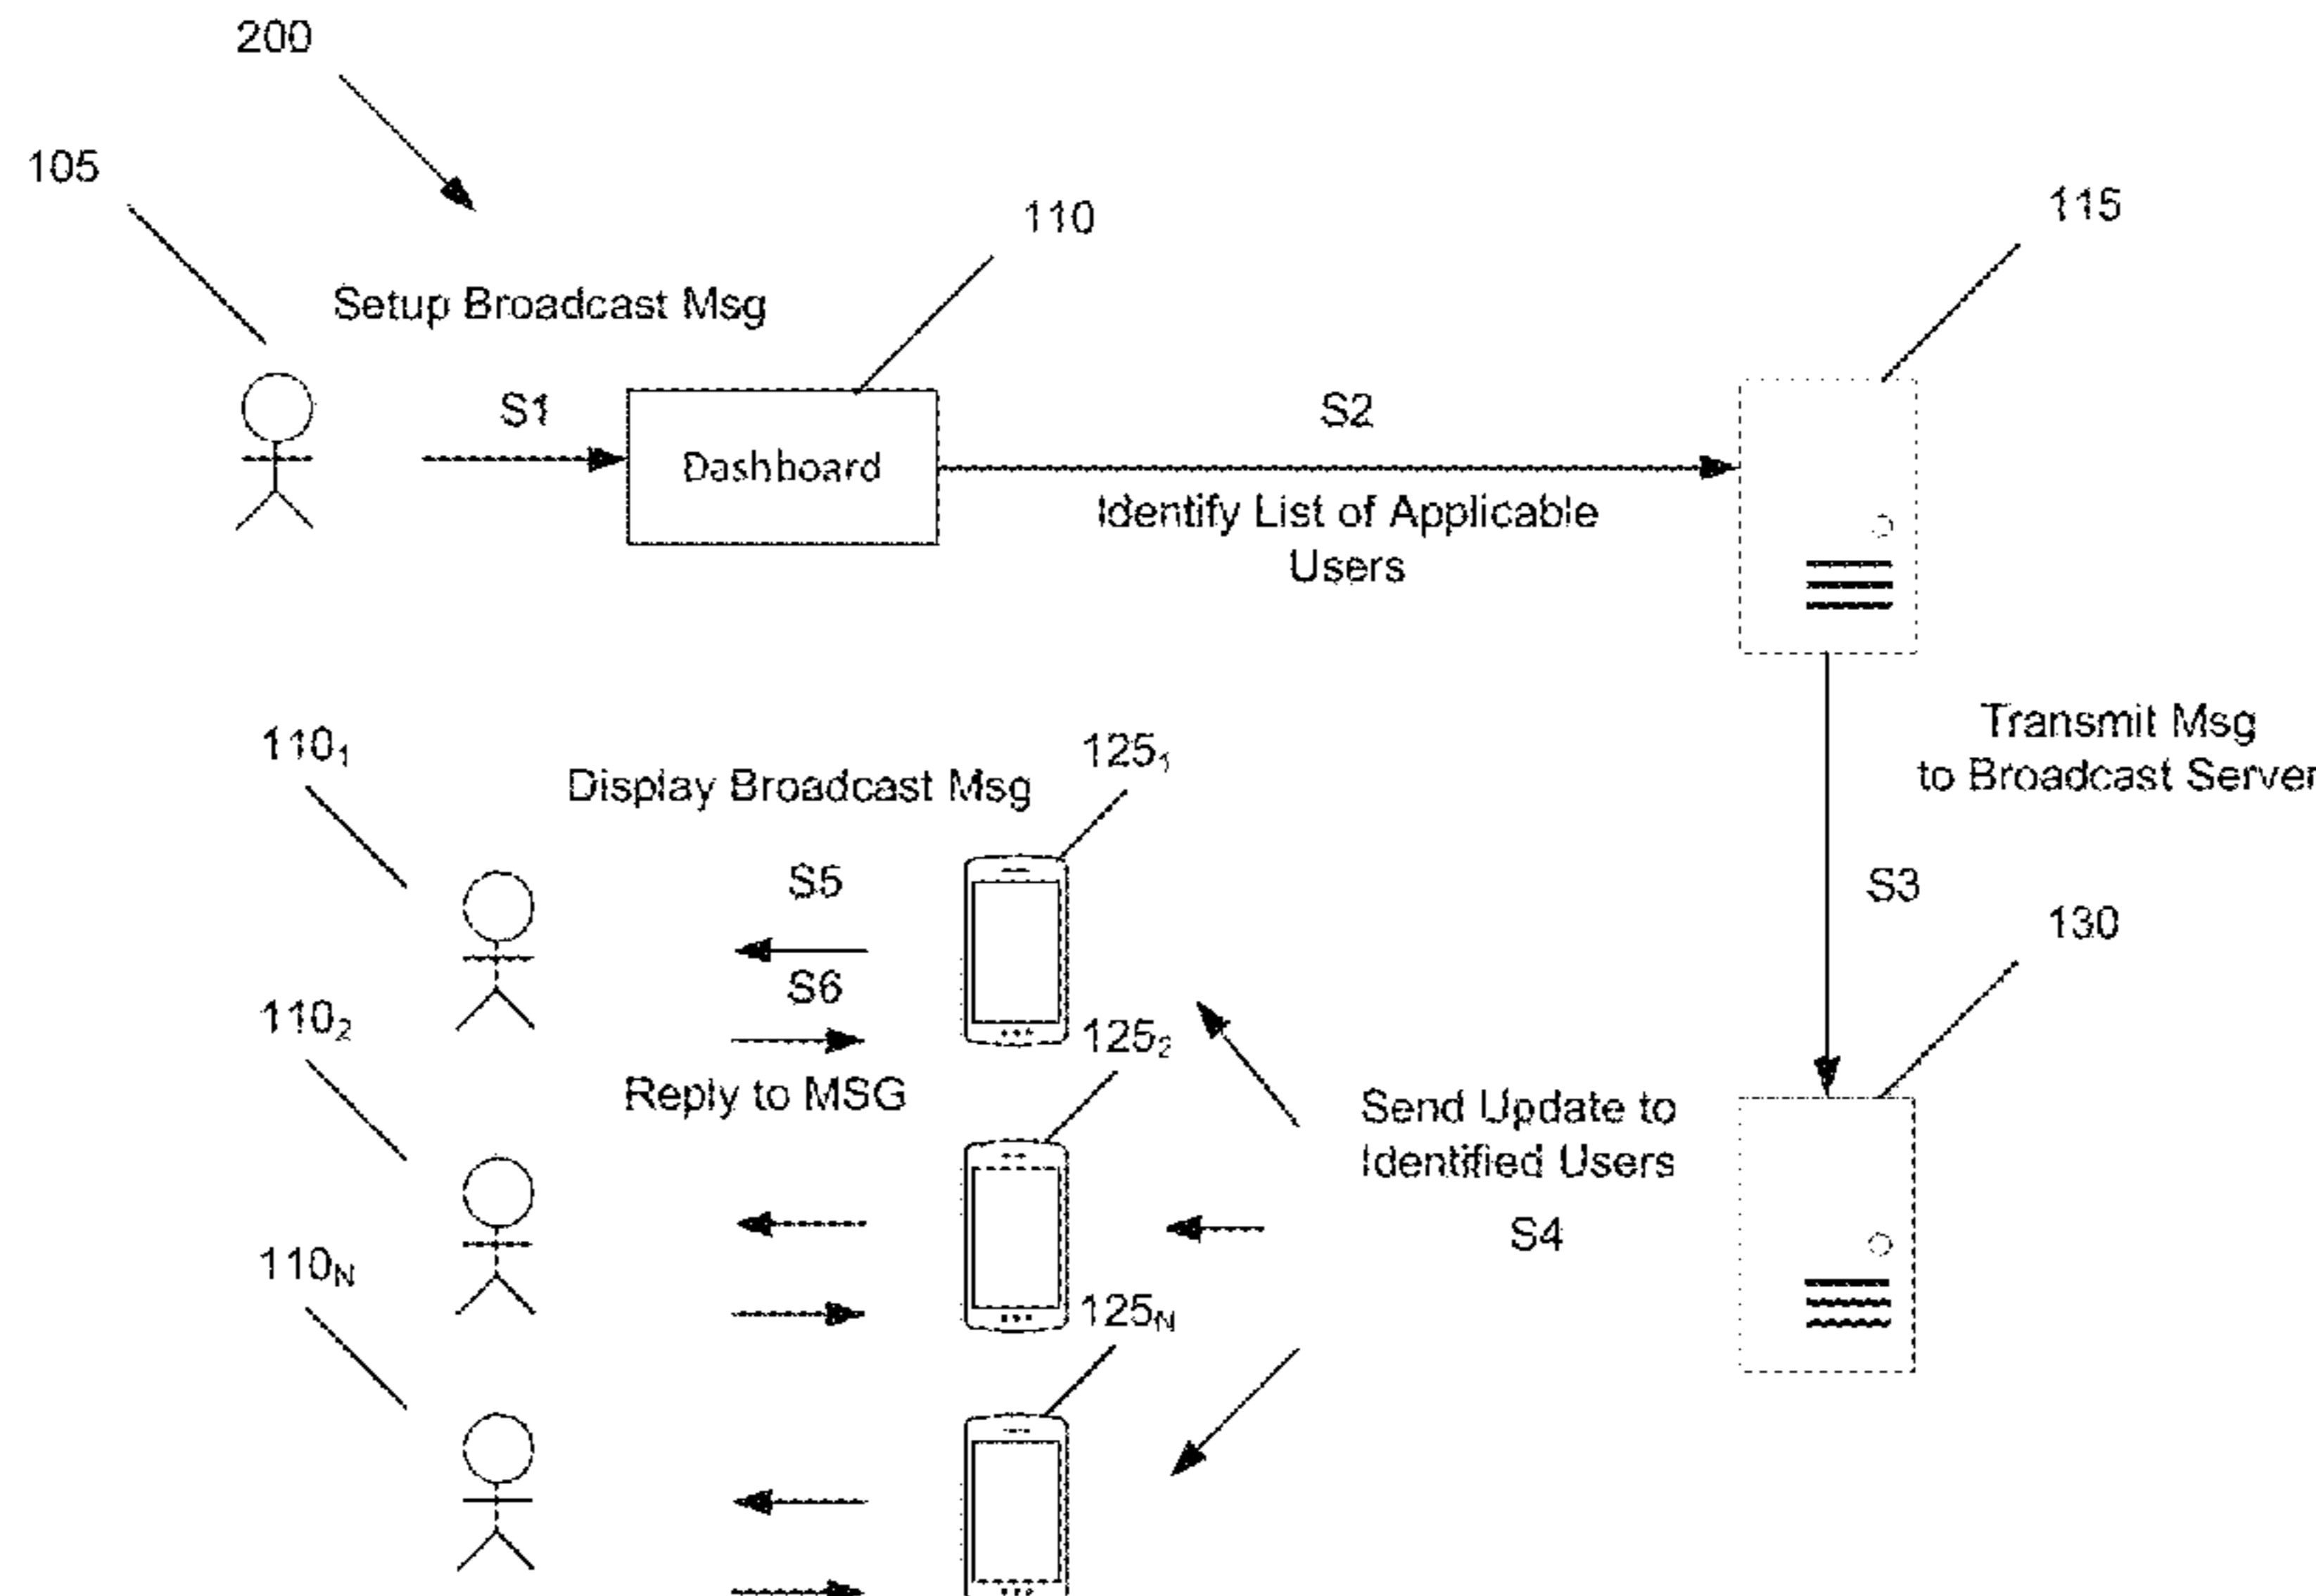 200
105
110
115
Setup Broadcast Msg
S1
S2
Dashboard
Identify List of Applicable
Users
Transmit Msg
to Broadcast Server
110₁
125₁
Display Broadcast Msg
S5
S3
130
S6
110₂
125₂
Reply to MSG
Send Update to
Identified Users
S4
110_N
125_N